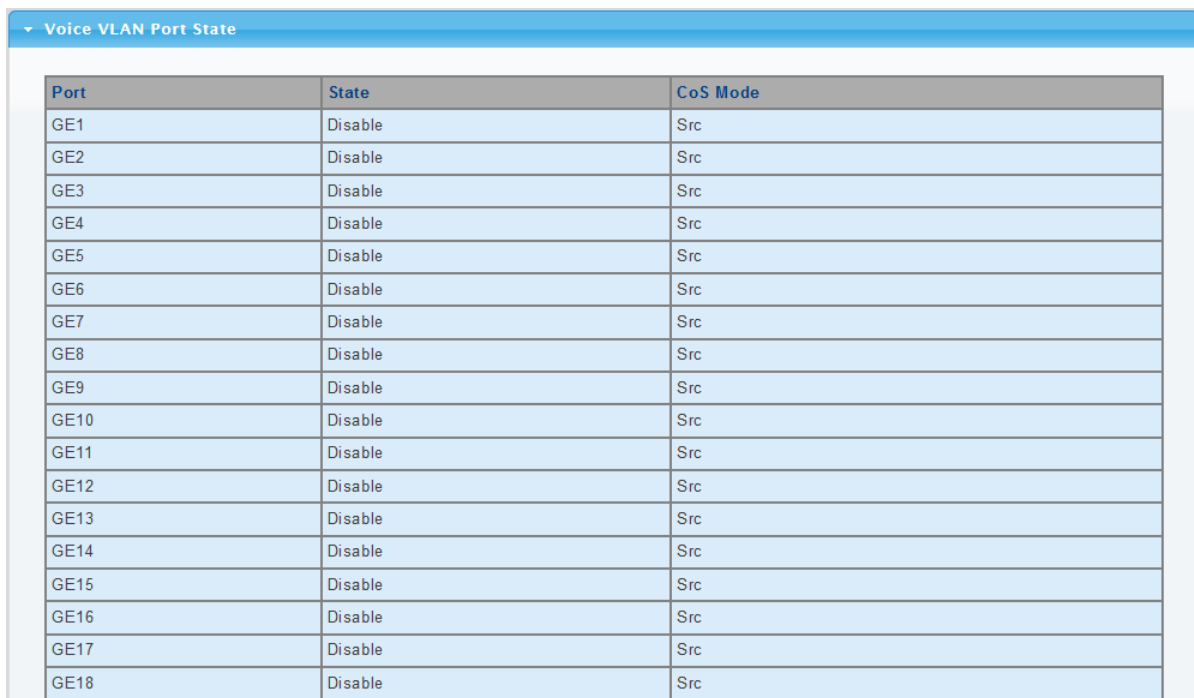 Voice VLAN Port State
Port State CoS Mode
GE1 Disable Src
GE2 Disable Src
GE3 Disable Src
GE4 Disable Src
GE5 Disable Src
GE6 Disable Src
GE7 Disable Src
GE8 Disable Src
GE9 Disable Src
GE10 Disable Src
GE11 Disable Src
GE12 Disable Src
GE13 Disable Src
GE14 Disable Src
GE15 Disable Src
GE16 Disable Src
GE17 Disable Src
GE18 Disable Src